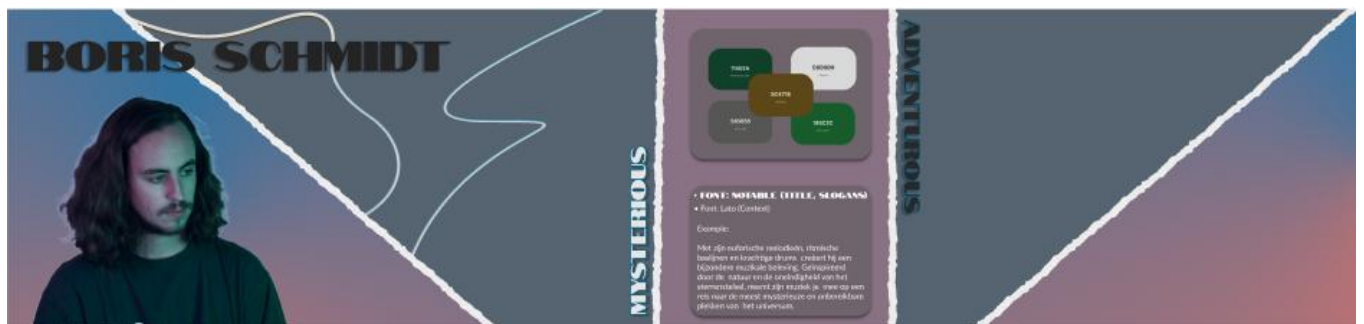 BORIS SCHMIDT
MYSTERIOUS
• FONT: NOTABLE (TITLE, SLOGANS)
• Font: Lato (Context)
Example:
Met zijn euforische melodieën, ritmische
baslijnen en krachtige drums, creëert hij een
bijzondere muzikale beleving. Geïnspireerd
door de natuur en de oneindigheid van het
sterrenstelsel, neemt zijn muziek je mee op een
reis naar de meest mysterieuze en onbereikbare
plekken van het universum.
ADVENTUROUS